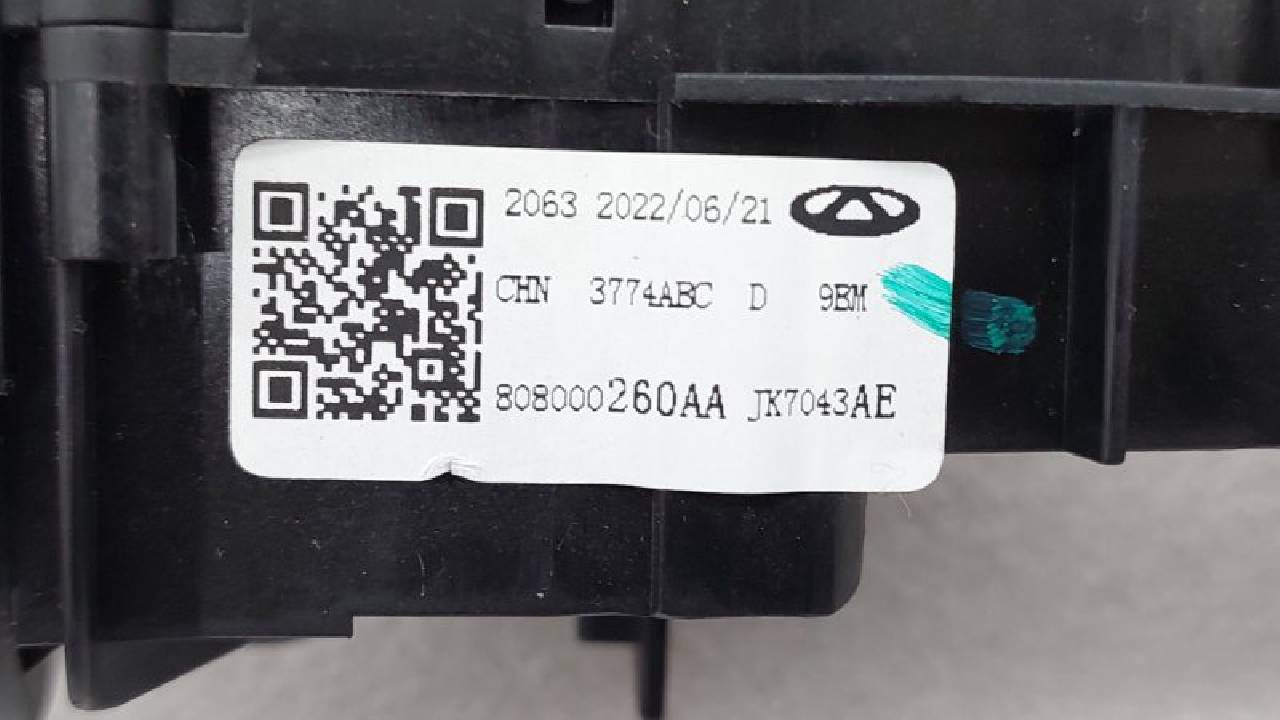 2063 2022/06/21
CHN 3774ABC D 9BM
808000260AA JK7043AE